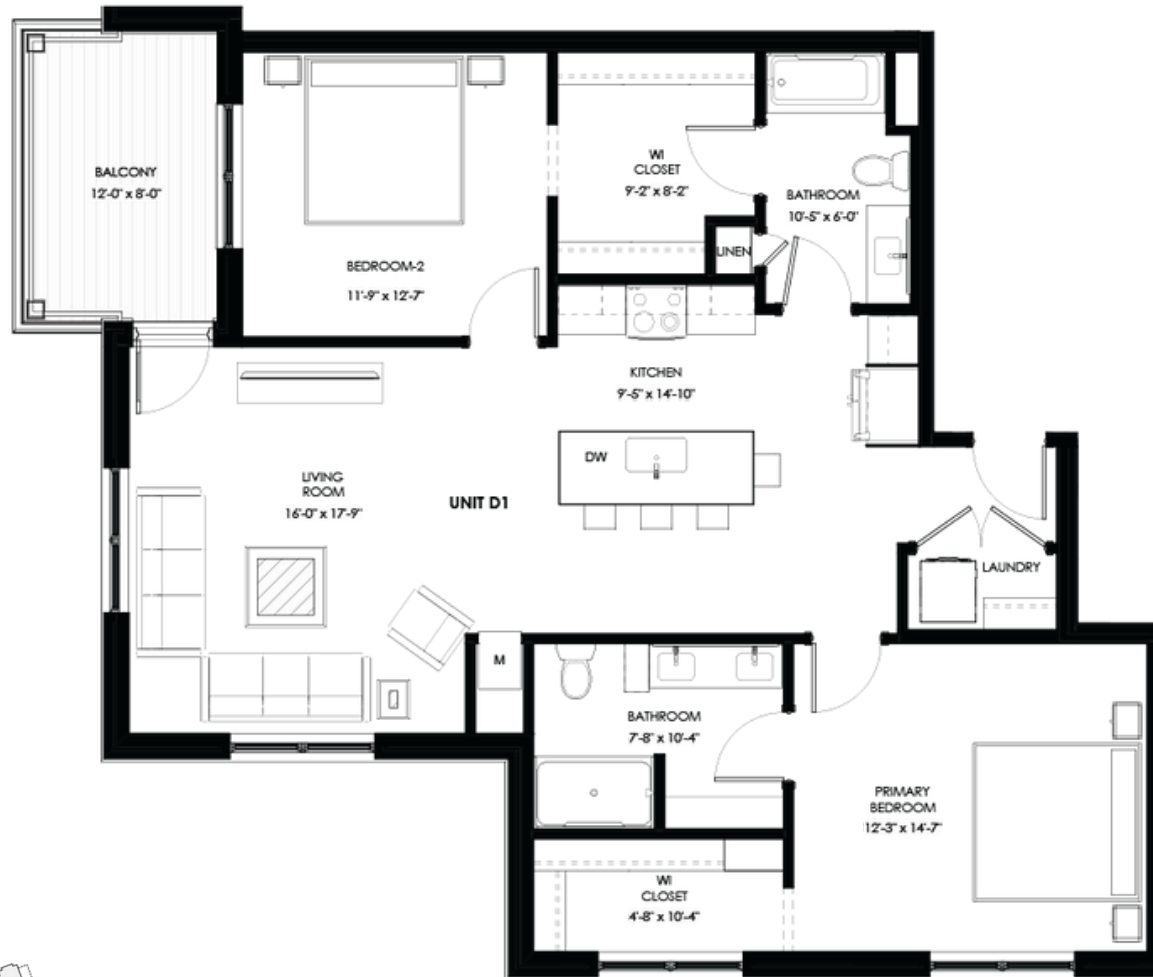 BALCONY
12'-0" x 8'-0"
WI
CLOSET
9'-2" x 8'-2"
BATHROOM
10'-5" x 6'-0"
LINEN
BEDROOM-2
11'-9" x 12'-7"
KITCHEN
9'-5" x 14'-10"
DW
LIVING
ROOM
16'-0" x 17'-9"
UNIT D1
LAUNDRY
M
BATHROOM
7'-8" x 10'-4"
PRIMARY
BEDROOM
12'-3" x 14'-7"
WI
CLOSET
4'-8" x 10'-4"